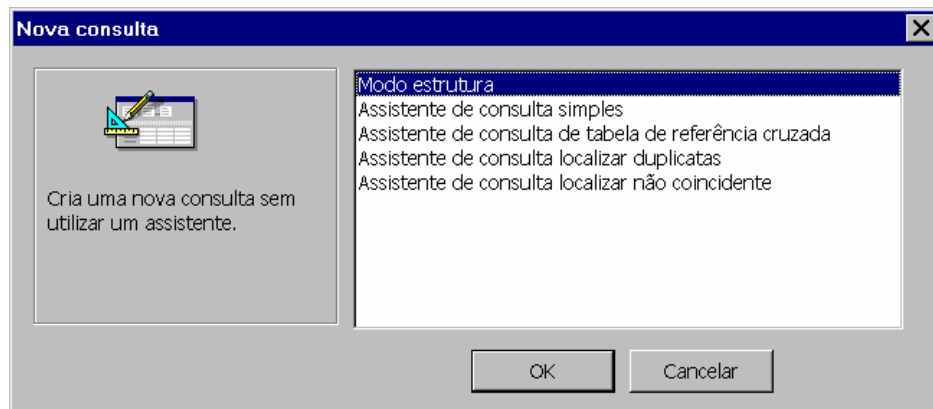 Nova consulta
Cria uma nova consulta sem
utilizar um assistente.
Modo estrutura
Assistente de consulta simples
Assistente de consulta de tabela de referência cruzada
Assistente de consulta localizar duplicatas
Assistente de consulta localizar não coincidente
OK
Cancelar